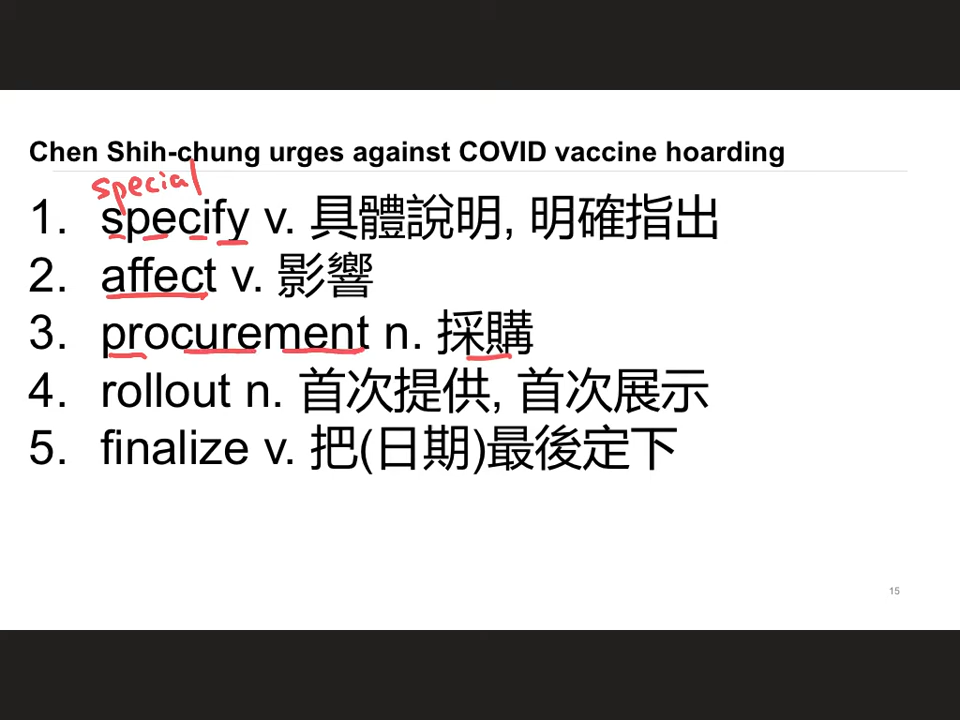 Chen Shih-chung urges against COVID vaccine hoarding
special
1. specify v. 具體說明, 明確指出
2. affect v. 影響
3. procurement n. 採購
4. rollout n. 首次提供, 首次展示
5. finalize v. 把(日期)最後定下
15